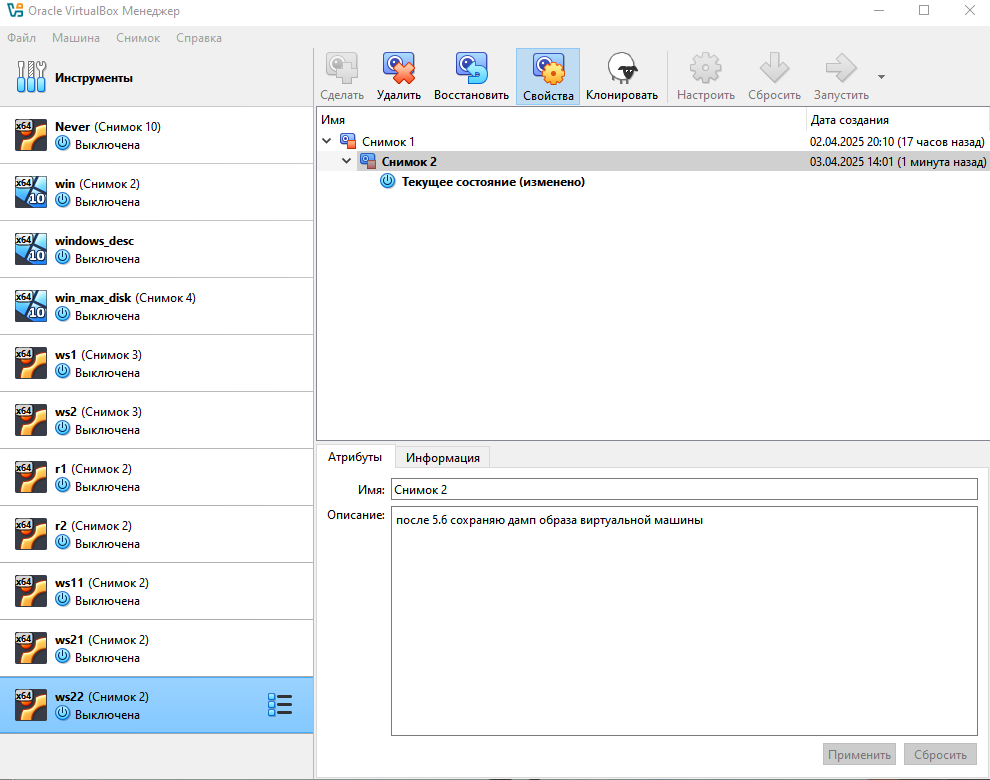 Oracle VirtualBox Менеджер
Файл Машина Снимок Справка
Инструменты
Сделать Удалить Восстановить Свойства Клонировать Настроить Сбросить Запустить
x64 Never (Снимок 10)
Выключена
x64 10 win (Снимок 2)
Выключена
x64 10 windows_desc
Выключена
x64 10 win_max_disk (Снимок 4)
Выключена
x64 ws1 (Снимок 3)
Выключена
x64 ws2 (Снимок 3)
Выключена
x64 r1 (Снимок 2)
Выключена
x64 r2 (Снимок 2)
Выключена
x64 ws11 (Снимок 2)
Выключена
x64 ws21 (Снимок 2)
Выключена
x64 ws22 (Снимок 2)
Выключена
Имя Дата создания
Снимок 1 02.04.2025 20:10 (17 часов назад)
Снимок 2 03.04.2025 14:01 (1 минута назад)
Текущее состояние (изменено)
Атрибуты Информация
Имя: Снимок 2
Описание: после 5.6 сохраняю дамп образа виртуальной машины
Применить Сбросить